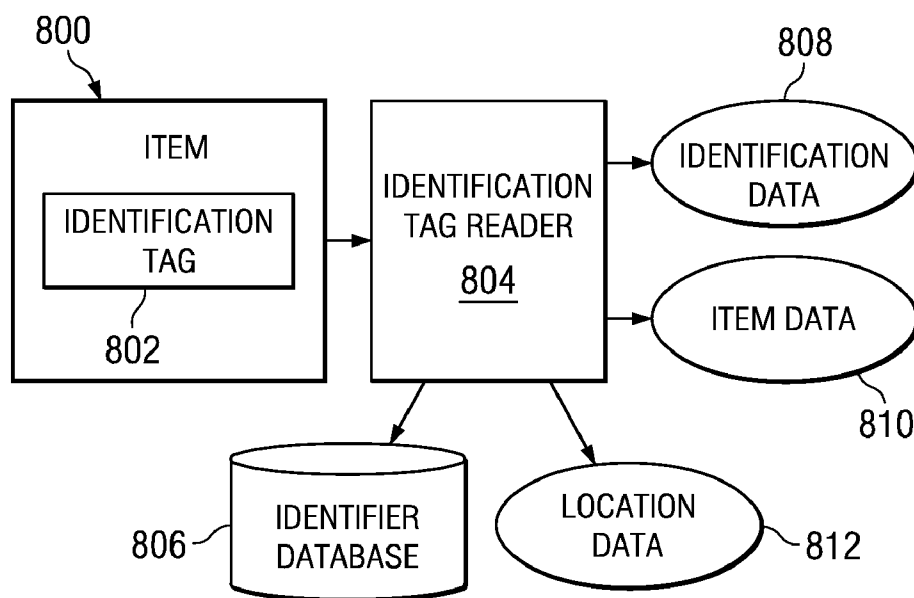 800
ITEM
IDENTIFICATION
TAG
802
IDENTIFICATION
TAG READER
804
808
IDENTIFICATION
DATA
ITEM DATA
810
806
IDENTIFIER
DATABASE
LOCATION
DATA
812